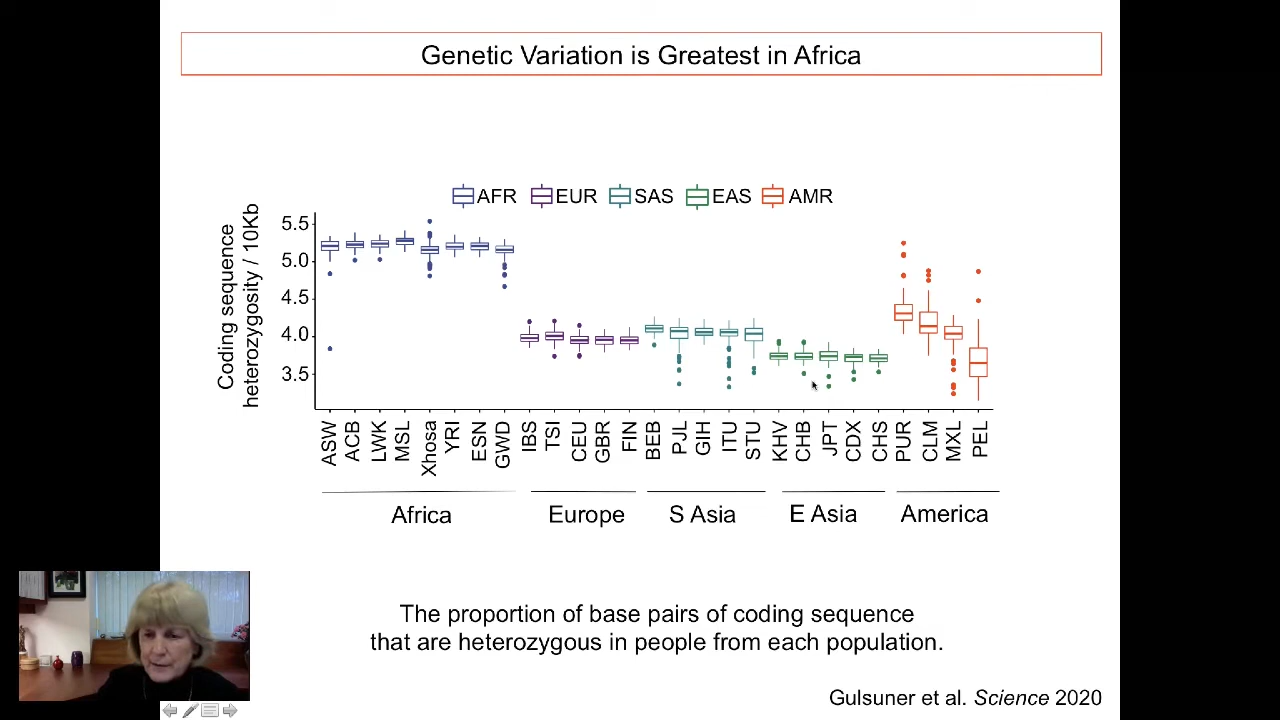 Genetic Variation is Greatest in Africa
AFR EUR SAS EAS AMR
Coding sequence
heterozygosity / 10Kb
5.5
5.0
4.5
4.0
3.5
ASW ACB LWK MSL Xhosa YRI ESN GWD IBS TSI CEU GBR FIN BEB PJL GIH ITU STU KHV CHB JPT CDX CHS PUR CLM MXL PEL
Africa Europe S Asia E Asia America
The proportion of base pairs of coding sequence
that are heterozygous in people from each population.
Gulsuner et al. Science 2020